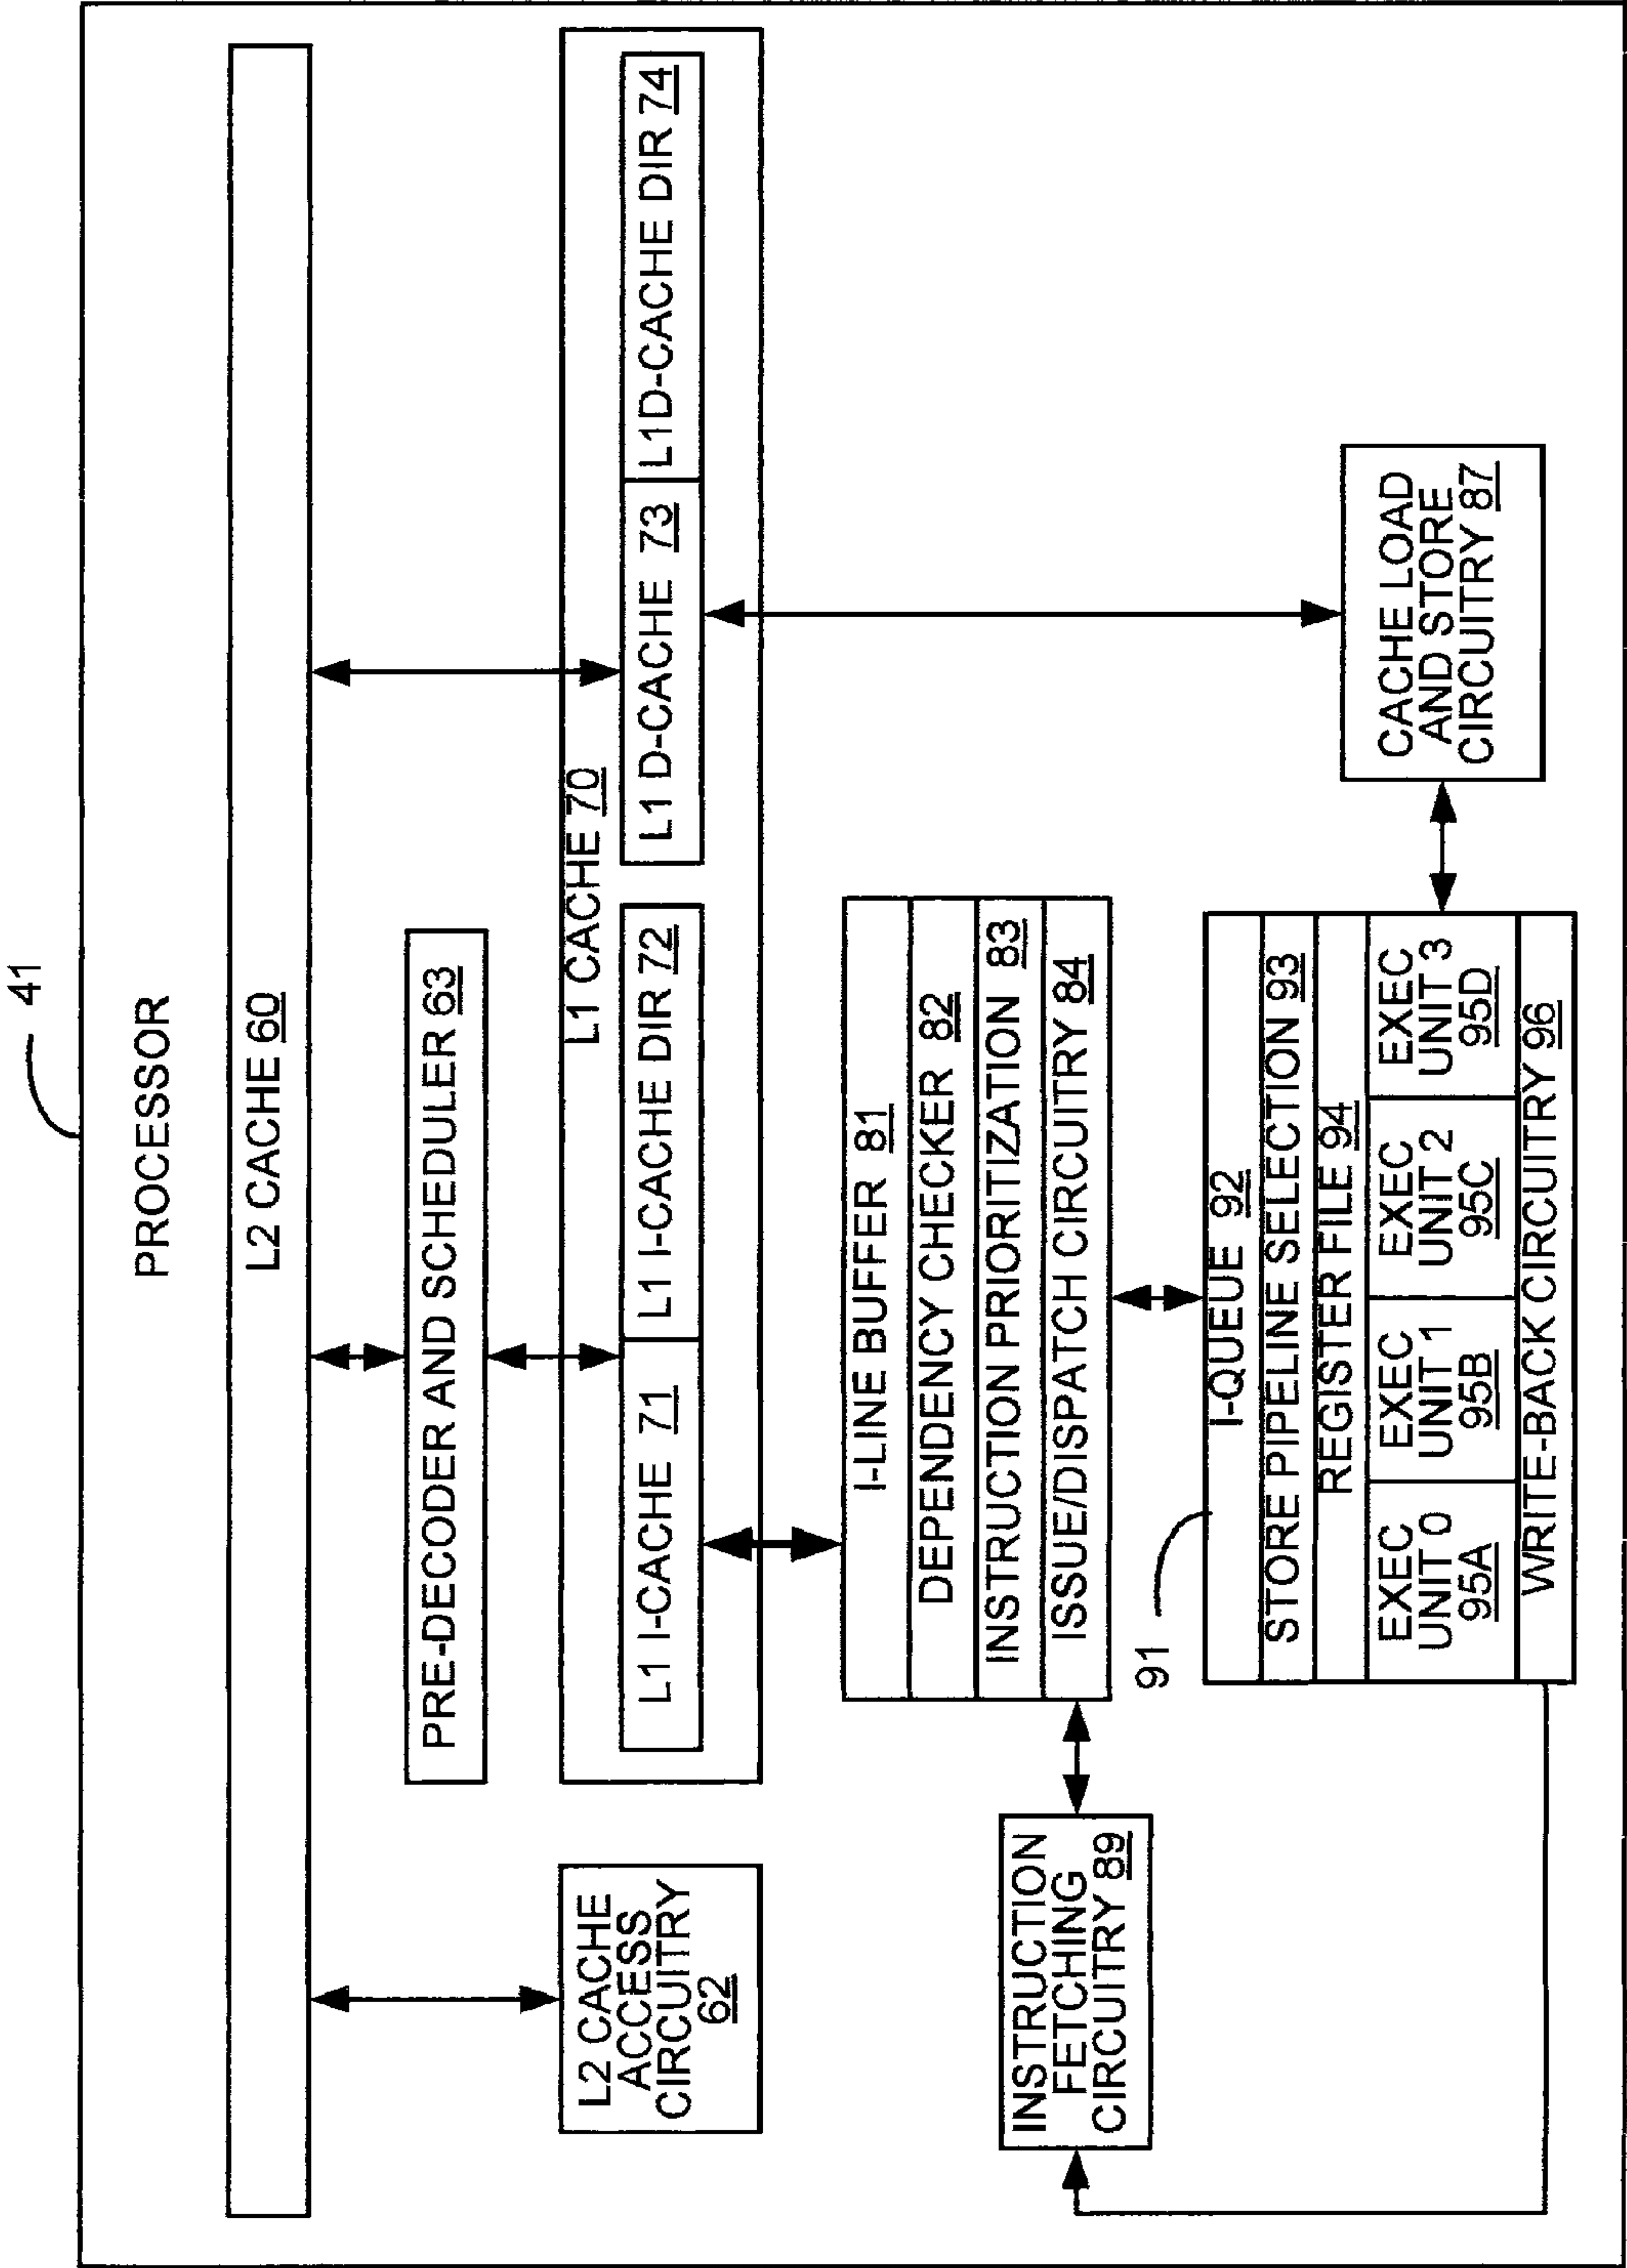 41
PROCESSOR
L2 CACHE 60
L2 CACHE
ACCESS
CIRCUITRY
62
PRE-DECODER AND SCHEDULER 63
L1 CACHE 70
L1 I-CACHE 71
L1 I-CACHE DIR 72
L1 D-CACHE 73
L1D-CACHE DIR 74
I-LINE BUFFER 81
DEPENDENCY CHECKER 82
INSTRUCTION PRIORITIZATION 83
ISSUE/DISPATCH CIRCUITRY 84
INSTRUCTION
FETCHING
CIRCUITRY 89
91
I-QUEUE 92
STORE PIPELINE SELECTION 93
REGISTER FILE 94
EXEC
UNIT 0
95A
EXEC
UNIT 1
95B
EXEC
UNIT 2
95C
EXEC
UNIT 3
95D
WRITE-BACK CIRCUITRY 96
CACHE LOAD
AND STORE
CIRCUITRY 87